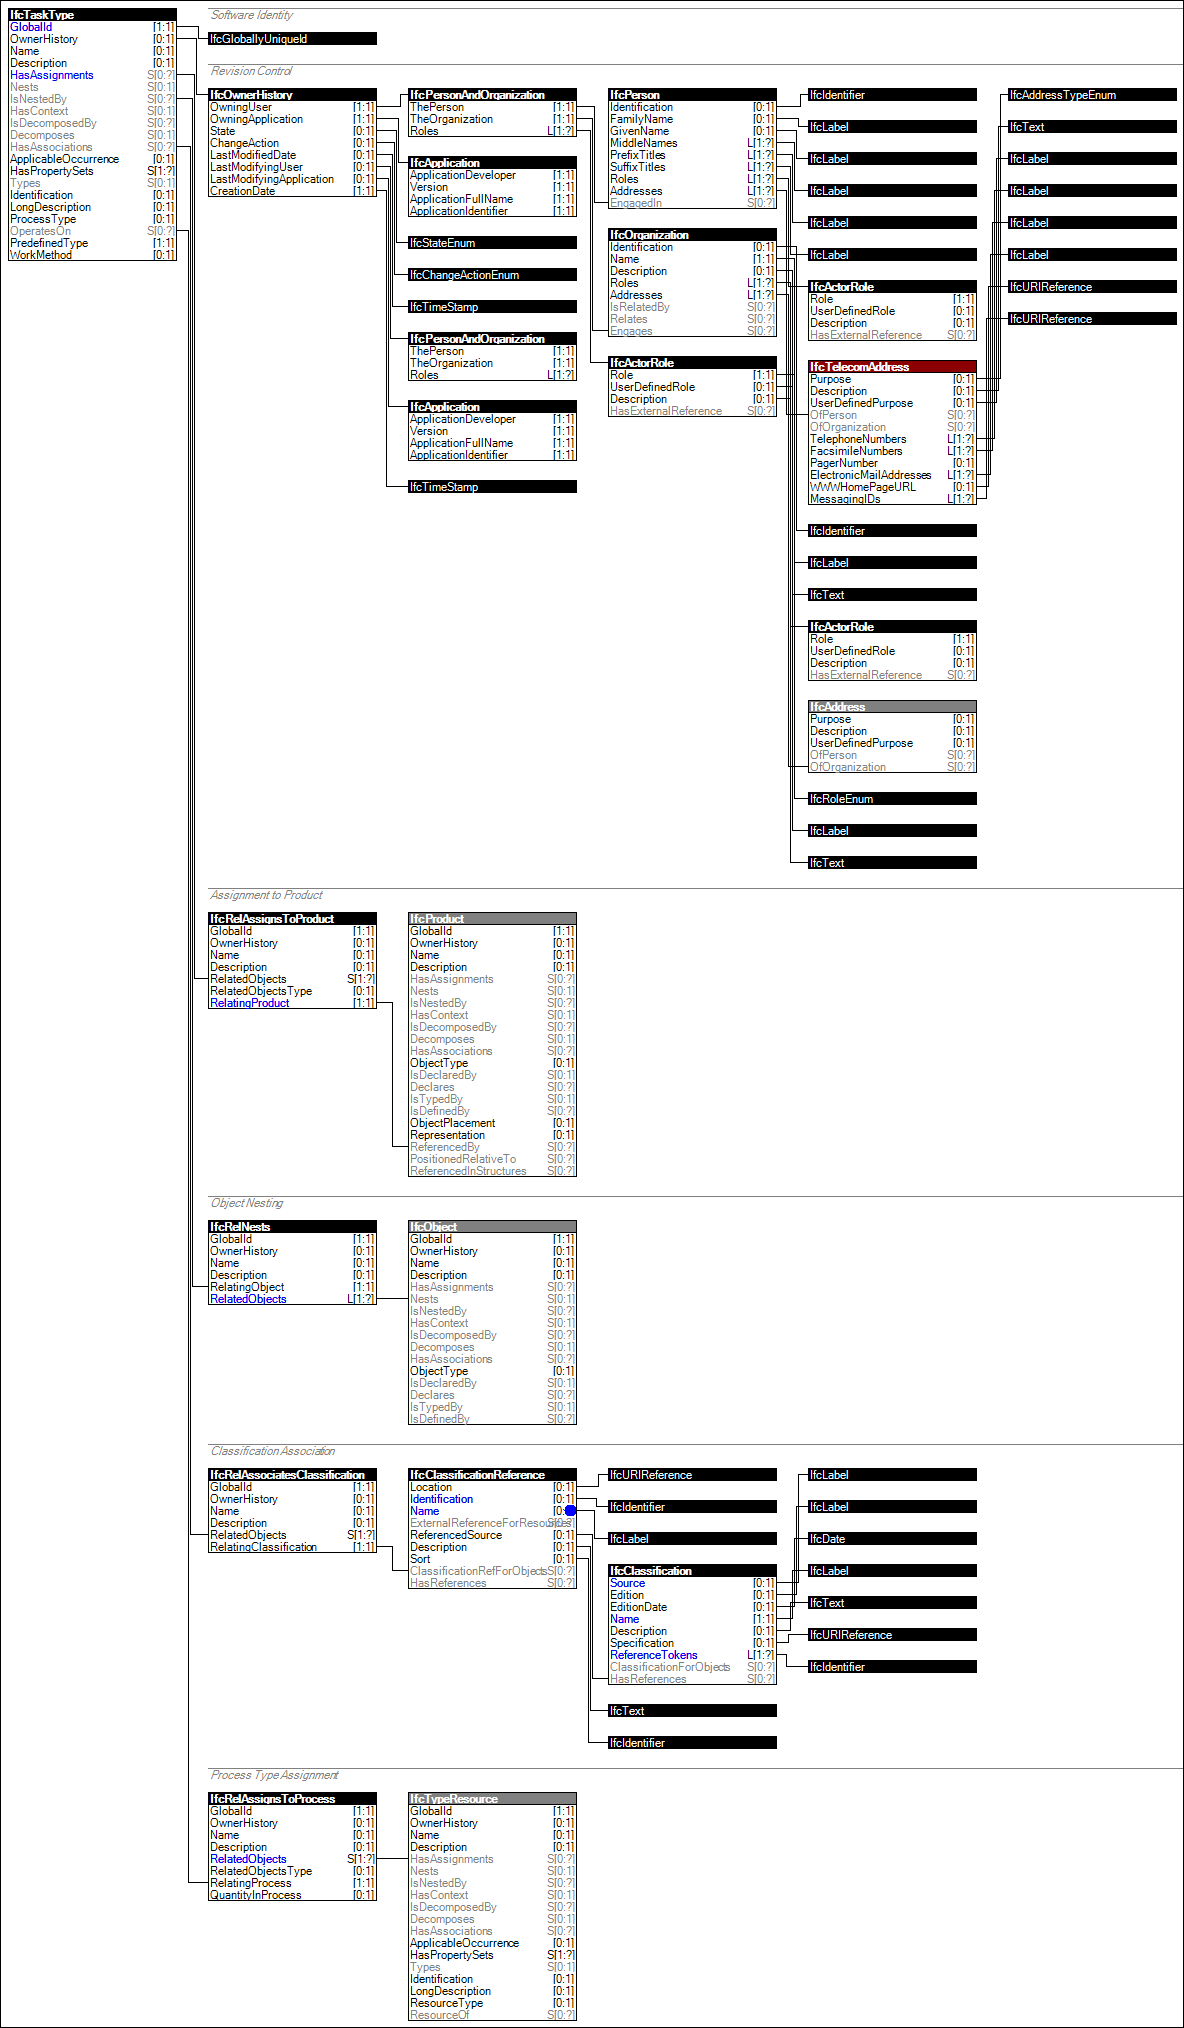 IfcTaskType
GlobalId [1:1]
OwnerHistory [0:1]
Name [0:1]
Description [0:1]
HasAssignments S[0:?]
Nests S[0:1]
IsNestedBy S[0:?]
HasContext S[0:1]
IsDecomposedBy S[0:?]
Decomposes S[0:1]
HasAssociations S[0:?]
ApplicableOccurrence [0:1]
HasPropertySets S[1:?]
Types S[0:1]
Identification [0:1]
LongDescription [0:1]
ProcessType [0:1]
OperatesOn S[0:?]
PredefinedType [1:1]
WorkMethod [0:1]
Software Identity
IfcGloballyUniqueId
Revision Control
IfcOwnerHistory
OwningUser [1:1]
OwningApplication [1:1]
State [0:1]
ChangeAction [0:1]
LastModifiedDate [0:1]
LastModifyingUser [0:1]
LastModifyingApplication [0:1]
CreationDate [1:1]
IfcPersonAndOrganization
ThePerson [1:1]
TheOrganization [1:1]
Roles L[1:?]
IfcApplication
ApplicationDeveloper [1:1]
Version [1:1]
ApplicationFullName [1:1]
ApplicationIdentifier [1:1]
IfcStateEnum
IfcChangeActionEnum
IfcTimeStamp
IfcPersonAndOrganization
ThePerson [1:1]
TheOrganization [1:1]
Roles L[1:?]
IfcApplication
ApplicationDeveloper [1:1]
Version [1:1]
ApplicationFullName [1:1]
ApplicationIdentifier [1:1]
IfcTimeStamp
IfcPerson
Identification [0:1]
FamilyName [0:1]
GivenName [0:1]
MiddleNames L[1:?]
PrefixTitles L[1:?]
SuffixTitles L[1:?]
Roles L[1:?]
Addresses L[1:?]
EngagedIn S[0:?]
IfcOrganization
Identification [0:1]
Name [1:1]
Description [0:1]
Roles L[1:?]
Addresses L[1:?]
IsRelatedBy S[0:?]
Relates S[0:?]
Engages S[0:?]
IfcActorRole
Role [1:1]
UserDefinedRole [0:1]
Description [0:1]
HasExternalReference S[0:?]
IfcIdentifier
IfcLabel
IfcLabel
IfcLabel
IfcLabel
IfcLabel
IfcActorRole
Role [1:1]
UserDefinedRole [0:1]
Description [0:1]
HasExternalReference S[0:?]
IfcTelecomAddress
Purpose [0:1]
Description [0:1]
UserDefinedPurpose [0:1]
OfPerson S[0:?]
OfOrganization S[0:?]
TelephoneNumbers L[1:?]
FacsimileNumbers L[1:?]
PagerNumber [0:1]
ElectronicMailAddresses L[1:?]
WWWHomePageURL [0:1]
MessagingIDs L[1:?]
IfcIdentifier
IfcLabel
IfcText
IfcActorRole
Role [1:1]
UserDefinedRole [0:1]
Description [0:1]
HasExternalReference S[0:?]
IfcAddress
Purpose [0:1]
Description [0:1]
UserDefinedPurpose [0:1]
OfPerson S[0:?]
OfOrganization S[0:?]
IfcRoleEnum
IfcLabel
IfcText
IfcAddressTypeEnum
IfcText
IfcLabel
IfcLabel
IfcLabel
IfcLabel
IfcURIReference
IfcURIReference
Assignment to Product
IfcRelAssignsToProduct
GlobalId [1:1]
OwnerHistory [0:1]
Name [0:1]
Description [0:1]
RelatedObjects S[1:?]
RelatedObjectsType [0:1]
RelatingProduct [1:1]
IfcProduct
GlobalId [1:1]
OwnerHistory [0:1]
Name [0:1]
Description [0:1]
HasAssignments S[0:?]
Nests S[0:1]
IsNestedBy S[0:?]
HasContext S[0:1]
IsDecomposedBy S[0:?]
Decomposes S[0:1]
HasAssociations S[0:?]
ObjectType [0:1]
IsDeclaredBy S[0:1]
Declares S[0:?]
IsTypedBy S[0:1]
IsDefinedBy S[0:?]
ObjectPlacement [0:1]
Representation [0:1]
ReferencedBy S[0:?]
PositionedRelativeTo S[0:?]
ReferencedInStructures S[0:?]
Object Nesting
IfcRelNests
GlobalId [1:1]
OwnerHistory [0:1]
Name [0:1]
Description [0:1]
RelatingObject [1:1]
RelatedObjects L[1:?]
IfcObject
GlobalId [1:1]
OwnerHistory [0:1]
Name [0:1]
Description [0:1]
HasAssignments S[0:?]
Nests S[0:1]
IsNestedBy S[0:?]
HasContext S[0:1]
IsDecomposedBy S[0:?]
Decomposes S[0:1]
HasAssociations S[0:?]
ObjectType [0:1]
IsDeclaredBy S[0:1]
Declares S[0:?]
IsTypedBy S[0:1]
IsDefinedBy S[0:?]
Classification Association
IfcRelAssociatesClassification
GlobalId [1:1]
OwnerHistory [0:1]
Name [0:1]
Description [0:1]
RelatedObjects S[1:?]
RelatingClassification [1:1]
IfcClassificationReference
Location [0:1]
Identification [0:1]
Name
ExternalReferenceForResources
ReferencedSource [0:1]
Description [0:1]
Sort [0:1]
ClassificationRefForObjects S[0:?]
HasReferences S[0:?]
IfcURIReference
IfcIdentifier
IfcLabel
IfcClassification
Source [0:1]
Edition [0:1]
EditionDate [0:1]
Name [1:1]
Description [0:1]
Specification [0:1]
ReferenceTokens L[1:?]
ClassificationForObjects S[0:?]
HasReferences S[0:?]
IfcText
IfcIdentifier
IfcLabel
IfcLabel
IfcDate
IfcLabel
IfcText
IfcURIReference
IfcIdentifier
Process Type Assignment
IfcRelAssignsToProcess
GlobalId [1:1]
OwnerHistory [0:1]
Name [0:1]
Description [0:1]
RelatedObjects S[1:?]
RelatedObjectsType [0:1]
RelatingProcess [1:1]
QuantityInProcess [0:1]
IfcTypeResource
GlobalId [1:1]
OwnerHistory [0:1]
Name [0:1]
Description [0:1]
HasAssignments S[0:?]
Nests S[0:1]
IsNestedBy S[0:?]
HasContext S[0:1]
IsDecomposedBy S[0:?]
Decomposes S[0:1]
HasAssociations S[0:?]
ApplicableOccurrence [0:1]
HasPropertySets S[1:?]
Types S[0:1]
Identification [0:1]
LongDescription [0:1]
ResourceType [0:1]
ResourceOf S[0:?]